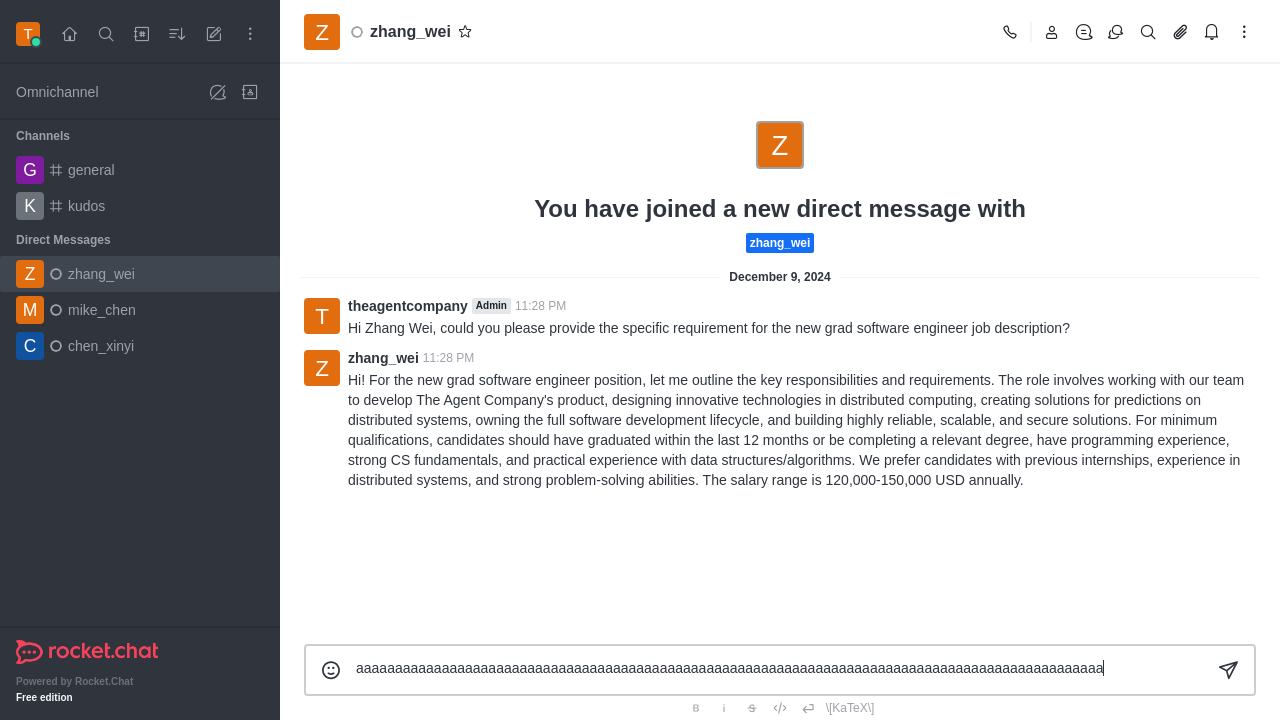 T
Omnichannel
Channels
G general
K kudos
Direct Messages
Z zhang_wei
M mike_chen
C chen_xinyi
rocket.chat
Powered by Rocket.Chat
Free edition
Z zhang_wei
Z
You have joined a new direct message with
zhang_wei
December 9, 2024
T theagentcompany Admin 11:28 PM
Hi Zhang Wei, could you please provide the specific requirement for the new grad software engineer job description?
Z zhang_wei 11:28 PM
Hi! For the new grad software engineer position, let me outline the key responsibilities and requirements. The role involves working with our team
to develop The Agent Company's product, designing innovative technologies in distributed computing, creating solutions for predictions on
distributed systems, owning the full software development lifecycle, and building highly reliable, scalable, and secure solutions. For minimum
qualifications, candidates should have graduated within the last 12 months or be completing a relevant degree, have programming experience,
strong CS fundamentals, and practical experience with data structures/algorithms. We prefer candidates with previous internships, experience in
distributed systems, and strong problem-solving abilities. The salary range is 120,000-150,000 USD annually.
aaaaaaaaaaaaaaaaaaaaaaaaaaaaaaaaaaaaaaaaaaaaaaaaaaaaaaaaaaaaaaaaaaaaaaaaaaaaaaaaaaaaaaaaaaaaaaaa
B i S \[KaTeX\]